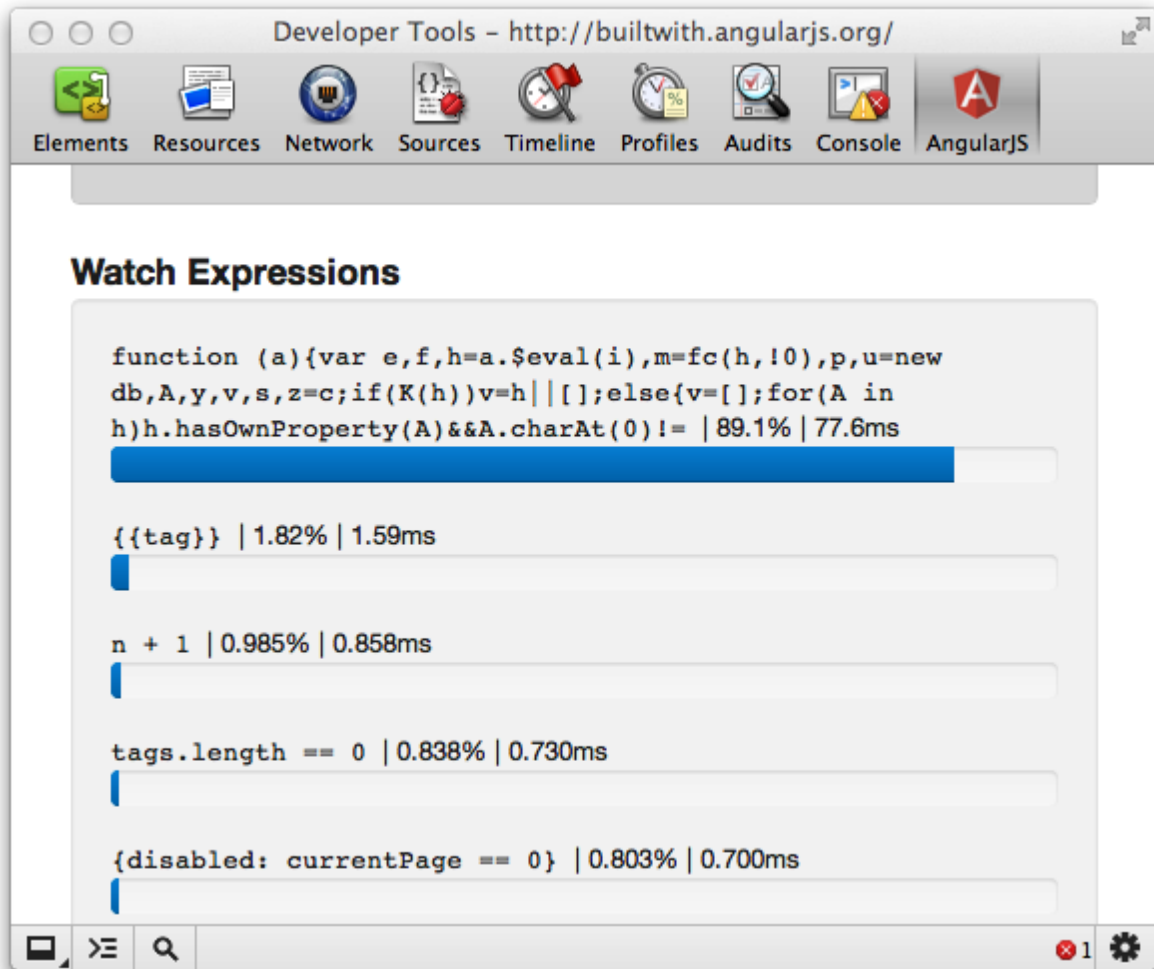 Developer Tools – http://builtwith.angularjs.org/
Elements Resources Network Sources Timeline Profiles Audits Console AngularJS
Watch Expressions
function (a){var e,f,h=a.$eval(i),m=fc(h,!0),p,u=new
db,A,y,v,s,z=c;if(K(h))v=h||[];else{v=[];for(A in
h)h.hasOwnProperty(A)&&A.charAt(0)!= | 89.1% | 77.6ms
{{tag}} | 1.82% | 1.59ms
n + 1 | 0.985% | 0.858ms
tags.length == 0 | 0.838% | 0.730ms
{disabled: currentPage == 0} | 0.803% | 0.700ms
1